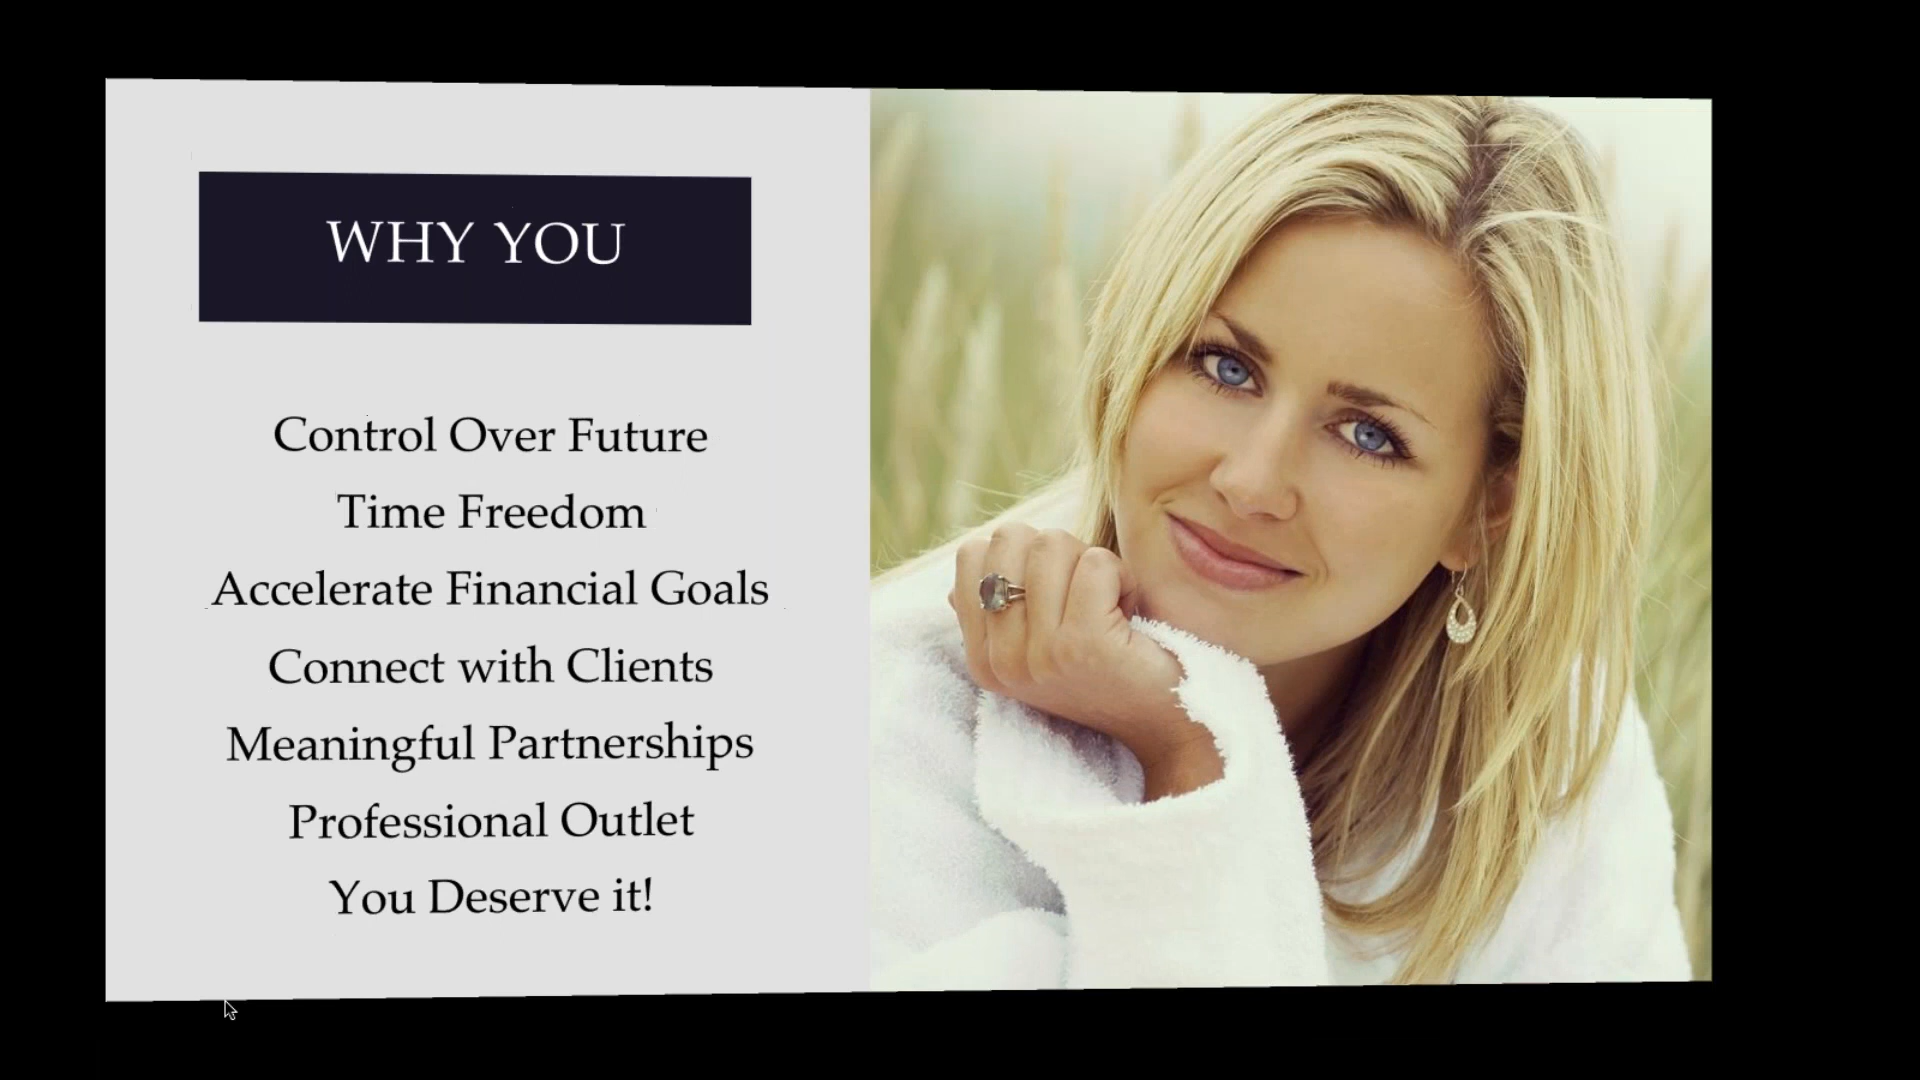 WHY YOU
Control Over Future
Time Freedom
Accelerate Financial Goals
Connect with Clients
Meaningful Partnerships
Professional Outlet
You Deserve it!